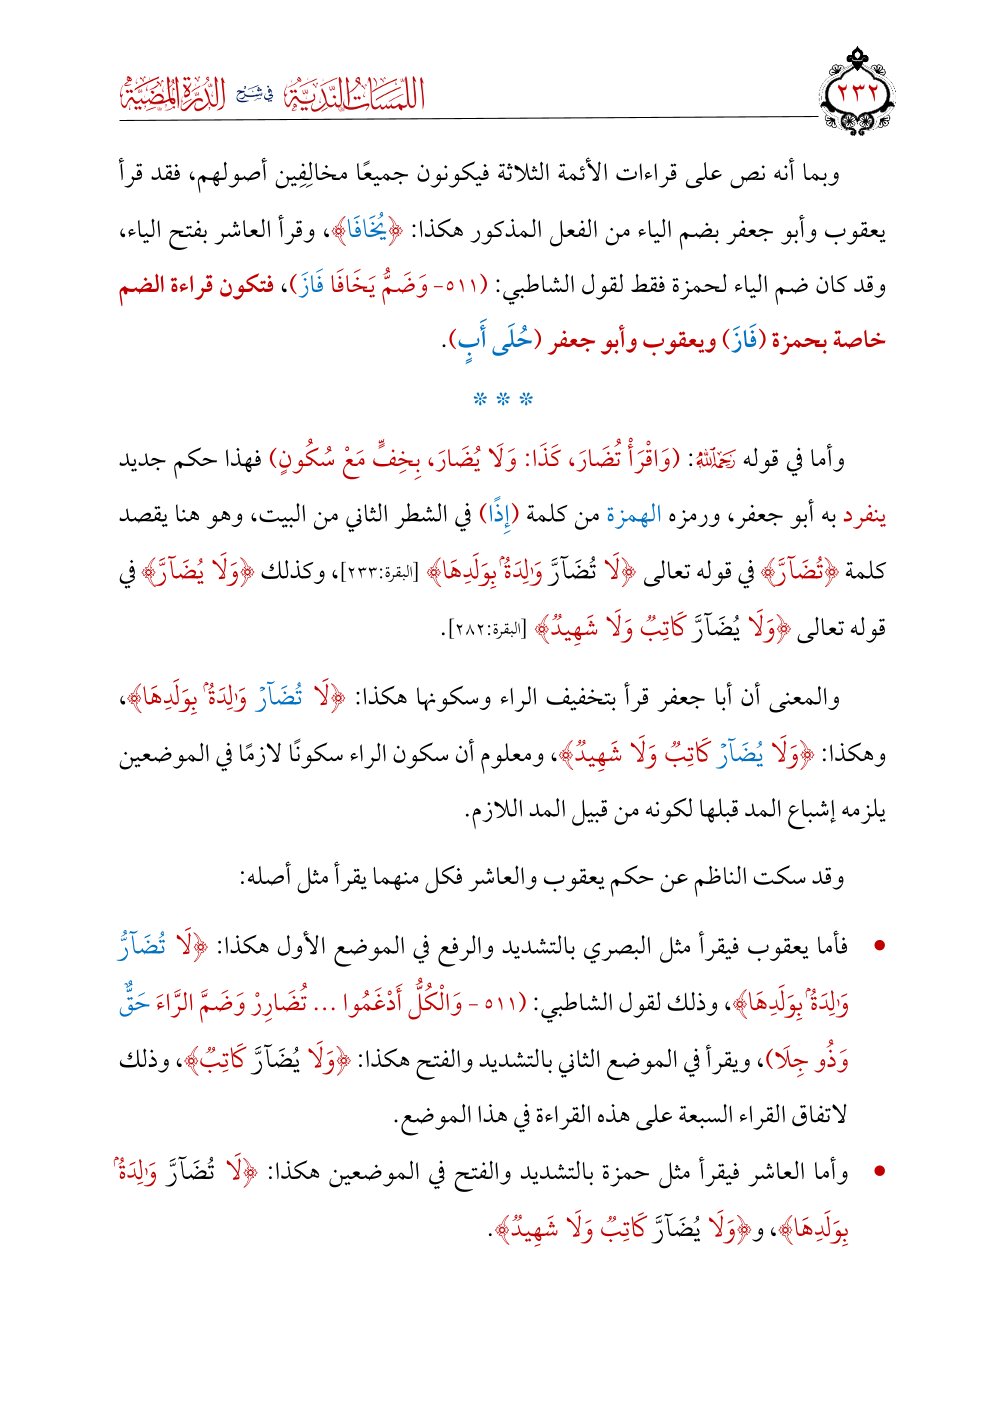 اللمسات الندية في شرح الدرة المضية
٢٣٢
وبما أنه نص على قراءات الأئمة الثلاثة فيكونون جميعًا مخالِفِين أصولهم، فقد قرأ
يعقوب وأبو جعفر بضم الياء من الفعل المذكور هكذا: ﴿يُخَافَا﴾، وقرأ العاشر بفتح الياء،
وقد كان ضم الياء لحمزة فقط لقول الشاطبي: (٥١١- وَضَمُّ يَخَافَا فَازَ)، فتكون قراءة الضم
خاصة بحمزة (فَازَ) ويعقوب وأبو جعفر (حُلَى أَبٍ).
* * *
وأما في قوله رَحِمَهُ اللَّهُ: (وَاقْرَأْ تُضَارَ، كَذَا: وَلَا يُضَارَ، بِخِفٍّ مَعْ سُكُونٍ) فهذا حكم جديد
ينفرد به أبو جعفر، ورمزه الهمزة من كلمة (إِذًا) في الشطر الثاني من البيت، وهو هنا يقصد
كلمة ﴿تُضَآرَّ﴾ في قوله تعالى ﴿لَا تُضَآرَّ وَٰلِدَةُۢ بِوَلَدِهَا﴾ [البقرة:٢٣٣]، وكذلك ﴿وَلَا يُضَآرَّ﴾ في
قوله تعالى ﴿وَلَا يُضَآرَّ كَاتِبٞ وَلَا شَهِيدٞ﴾ [البقرة:٢٨٢].
والمعنى أن أبا جعفر قرأ بتخفيف الراء وسكونها هكذا: ﴿لَا تُضَآرۡ وَٰلِدَةُۢ بِوَلَدِهَا﴾،
وهكذا: ﴿وَلَا يُضَآرۡ كَاتِبٞ وَلَا شَهِيدٞ﴾، ومعلوم أن سكون الراء سكونًا لازمًا في الموضعين
يلزمه إشباع المد قبلها لكونه من قبيل المد اللازم.
وقد سكت الناظم عن حكم يعقوب والعاشر فكل منهما يقرأ مثل أصله:
• فأما يعقوب فيقرأ مثل البصري بالتشديد والرفع في الموضع الأول هكذا: ﴿لَا تُضَآرُّ
وَٰلِدَةُۢ بِوَلَدِهَا﴾، وذلك لقول الشاطبي: (٥١١ - وَالْكُلُّ أَدْغَمُوا ... تُضَارِرْ وَضَمَّ الرَّاءَ حَقٌّ
وَذُو جِلَا)، ويقرأ في الموضع الثاني بالتشديد والفتح هكذا: ﴿وَلَا يُضَآرَّ كَاتِبٞ﴾، وذلك
لاتفاق القراء السبعة على هذه القراءة في هذا الموضع.
• وأما العاشر فيقرأ مثل حمزة بالتشديد والفتح في الموضعين هكذا: ﴿لَا تُضَآرَّ وَٰلِدَةُۢ
بِوَلَدِهَا﴾، و﴿وَلَا يُضَآرَّ كَاتِبٞ وَلَا شَهِيدٞ﴾.